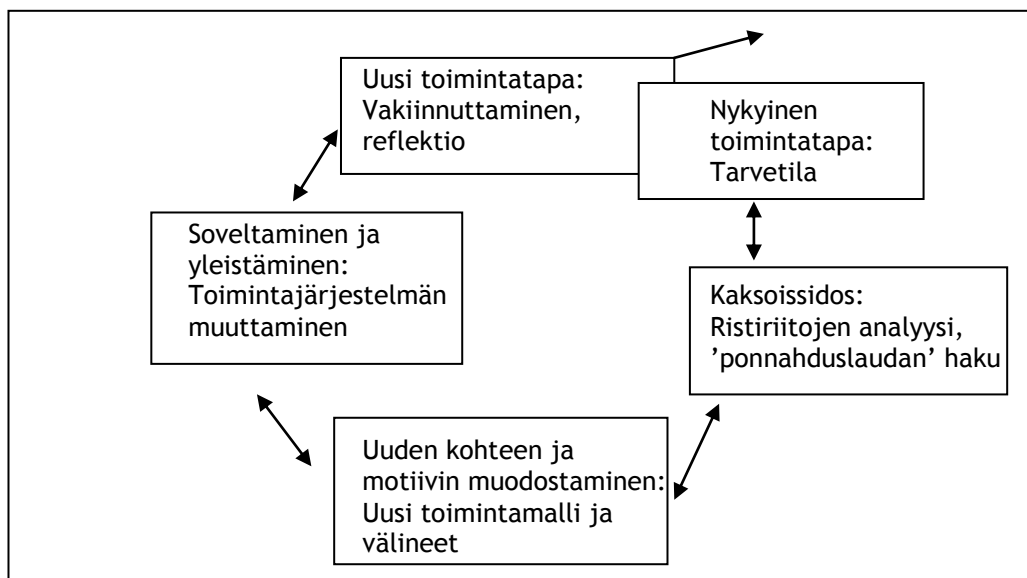 Uusi toimintatapa:
Vakiinnuttaminen,
reflektio
Nykyinen
toimintatapa:
Tarvetila
Soveltaminen ja
yleistäminen:
Toimintajärjestelmän
muuttaminen
Kaksoissidos:
Ristiriitojen analyysi,
’ponnahduslaudan’ haku
Uuden kohteen ja
motiivin muodostaminen:
Uusi toimintamalli ja
välineet